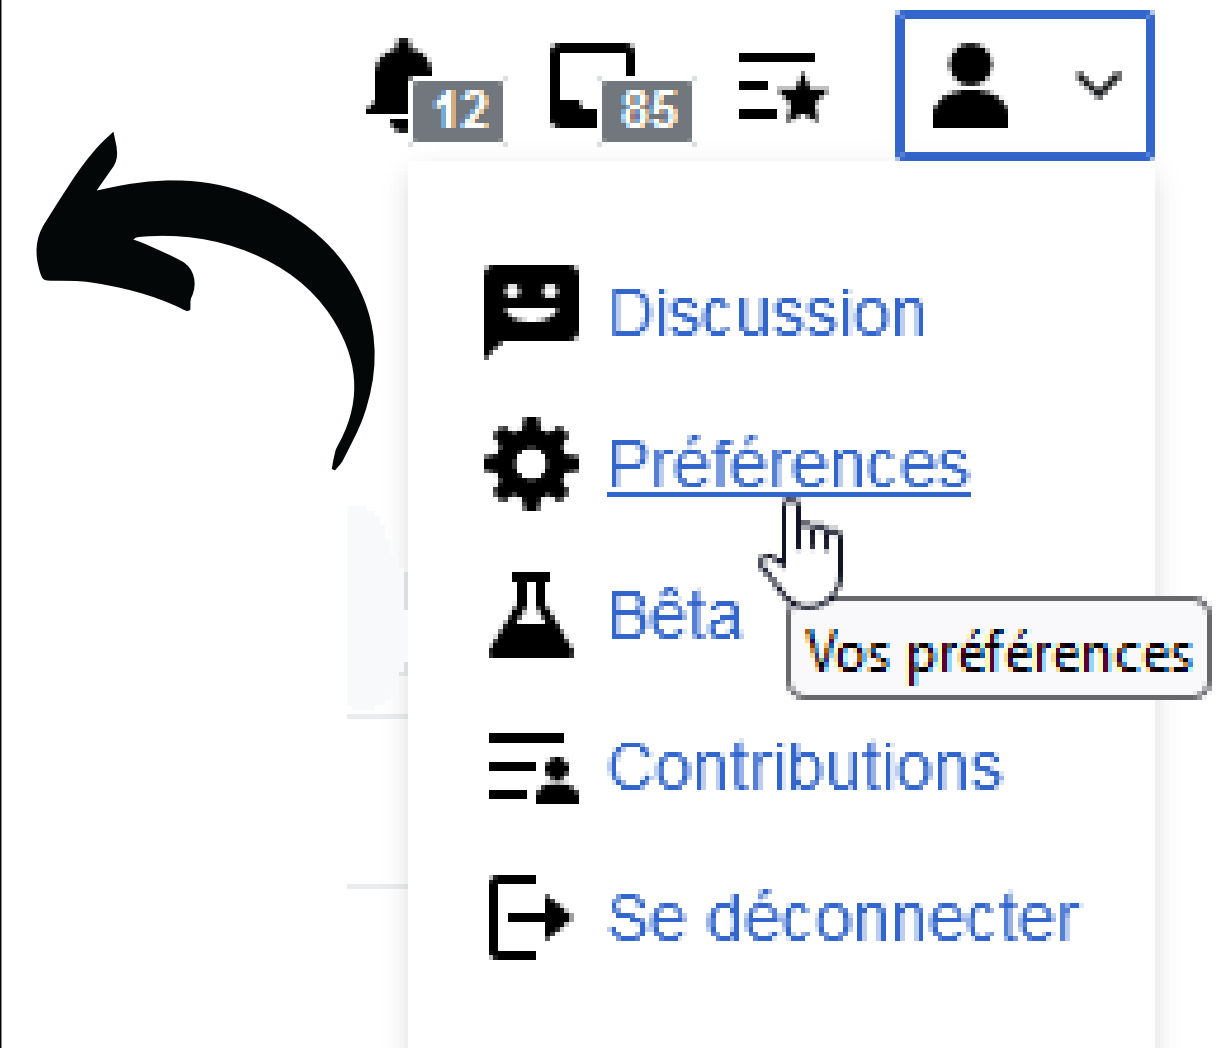 12 85
Discussion
Préférences
Bêta
Vos préférences
Contributions
Se déconnecter